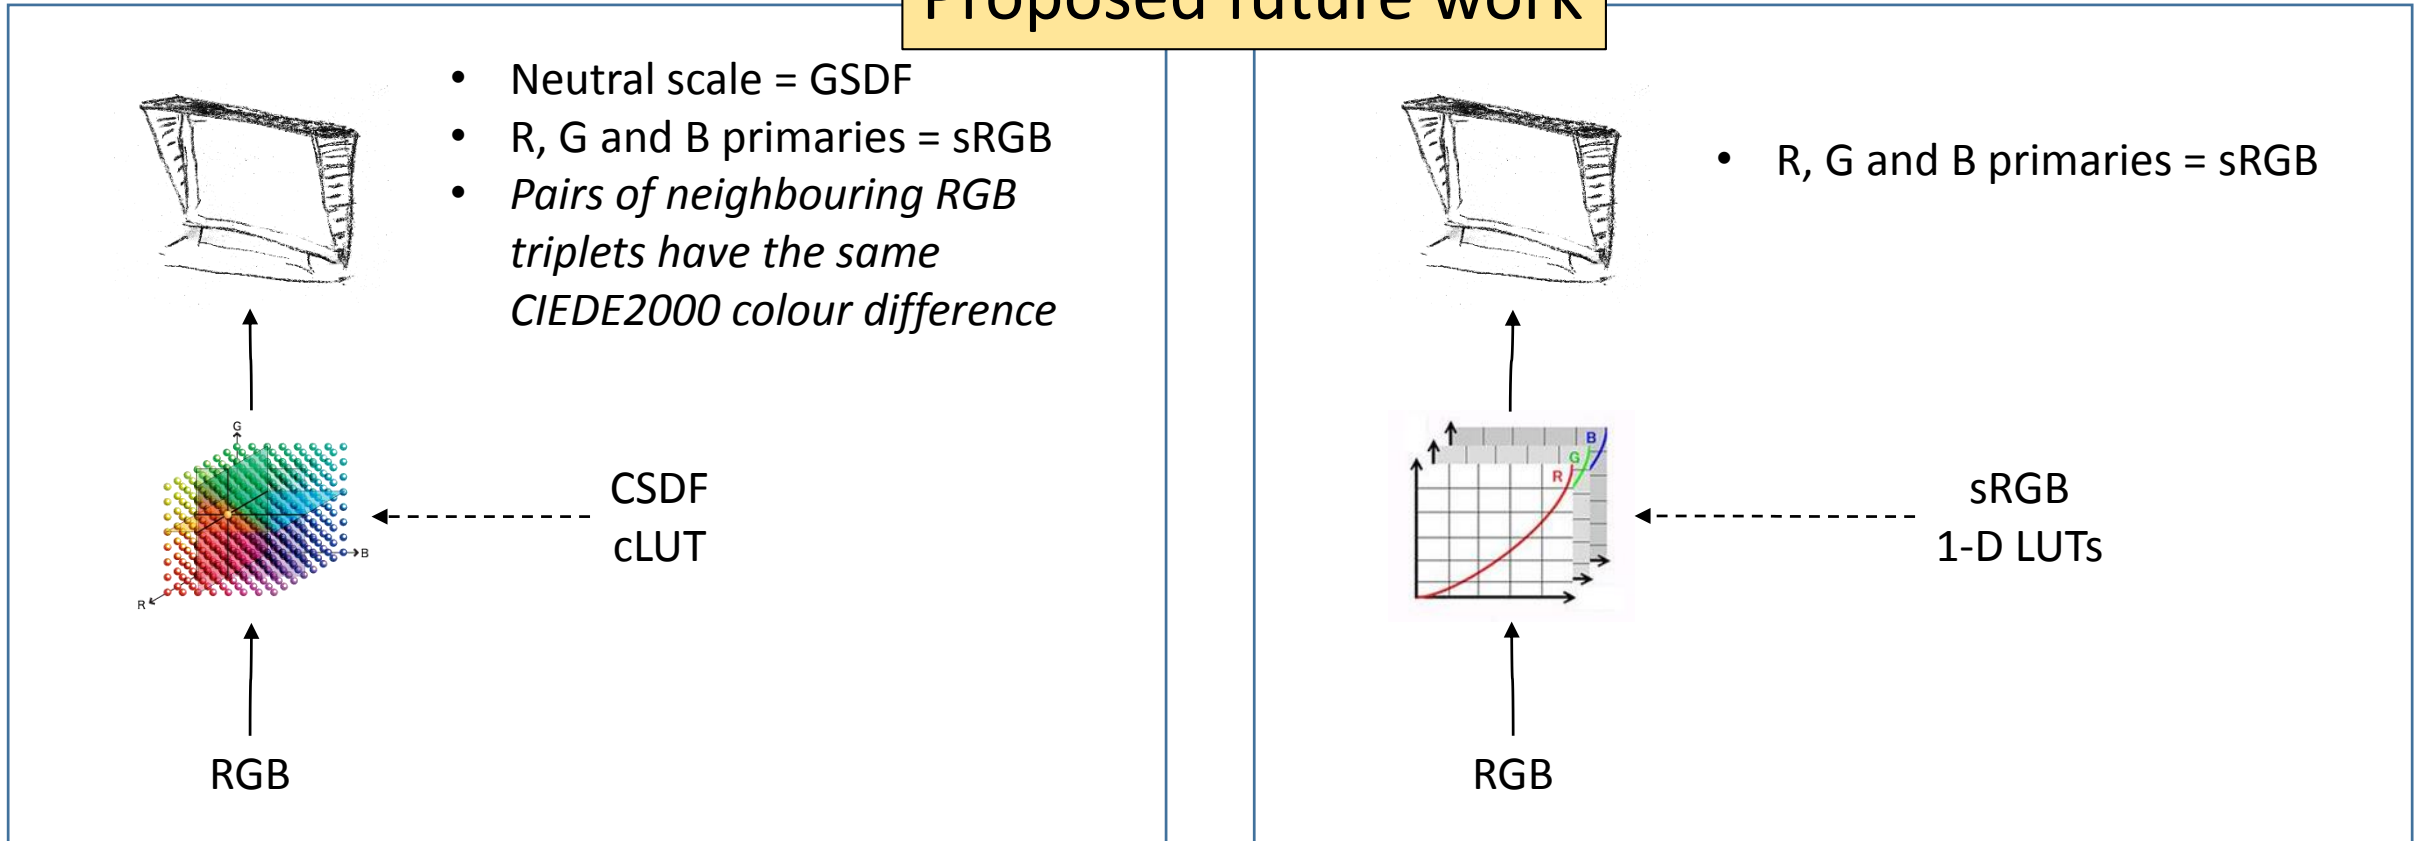 Proposed future work
• Neutral scale = GSDF
• R, G and B primaries = sRGB
• Pairs of neighbouring RGB
triplets have the same
CIEDE2000 colour difference
G
B
R
CSDF
cLUT
RGB
• R, G and B primaries = sRGB
B
G
R
sRGB
1-D LUTs
RGB